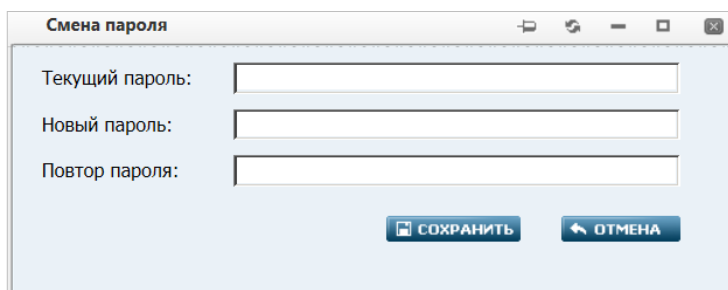 Смена пароля
Текущий пароль:
Новый пароль:
Повтор пароля:
СОХРАНИТЬ ОТМЕНА